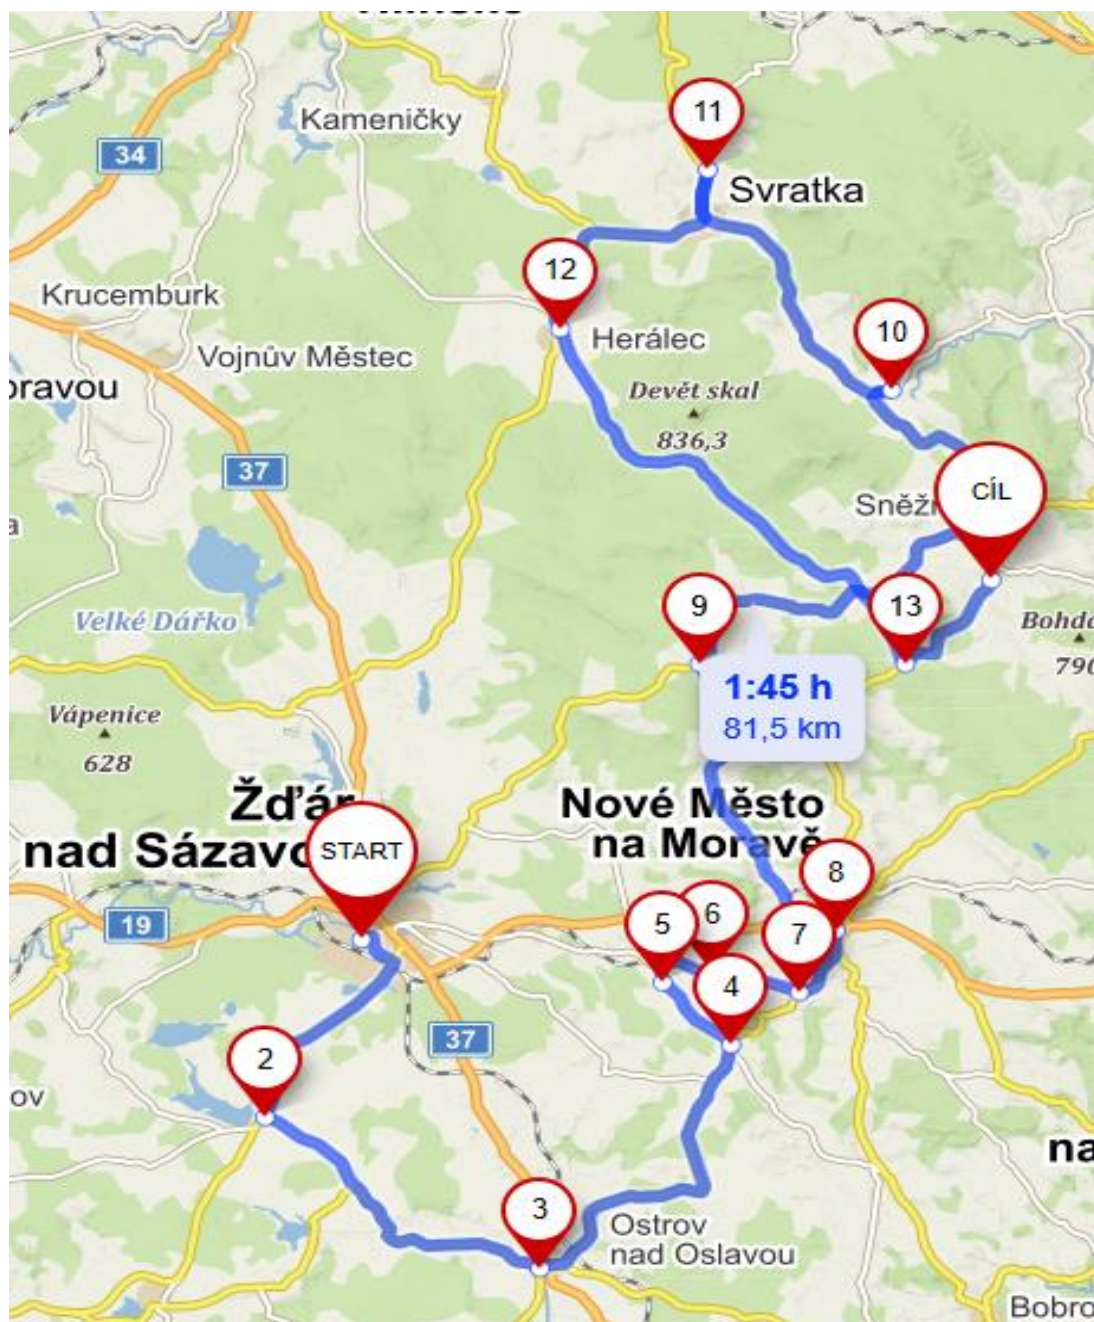 11
Kameničky
34
Svratka
12
Krucemburk
10
Herálec
Vojnův Městec
Devět skal
836,3
37
CÍL
Velké Dářko
9
13
790
1:45 h
81,5 km
Vápenice
628
Žďár
nad Sázavo
START
Nové Město
na Moravě
8
19
5
6
7
4
37
2
3
Ostrov
nad Oslavou